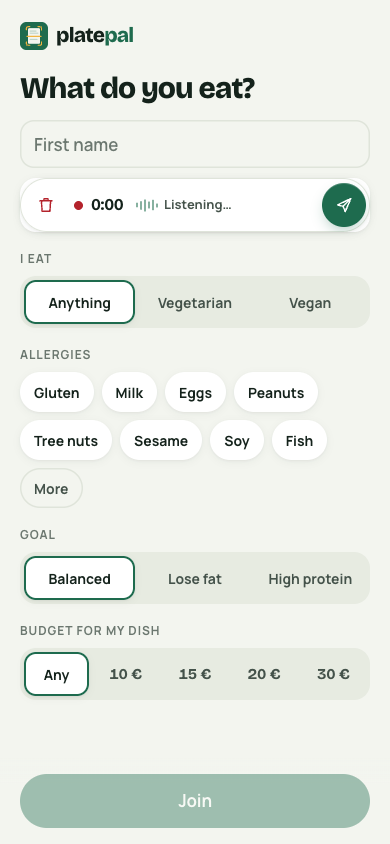 platepal
What do you eat?
First name
0:00 Listening...
I EAT
Anything Vegetarian Vegan
ALLERGIES
Gluten Milk Eggs Peanuts
Tree nuts Sesame Soy Fish
More
GOAL
Balanced Lose fat High protein
BUDGET FOR MY DISH
Any 10 € 15 € 20 € 30 €
Join